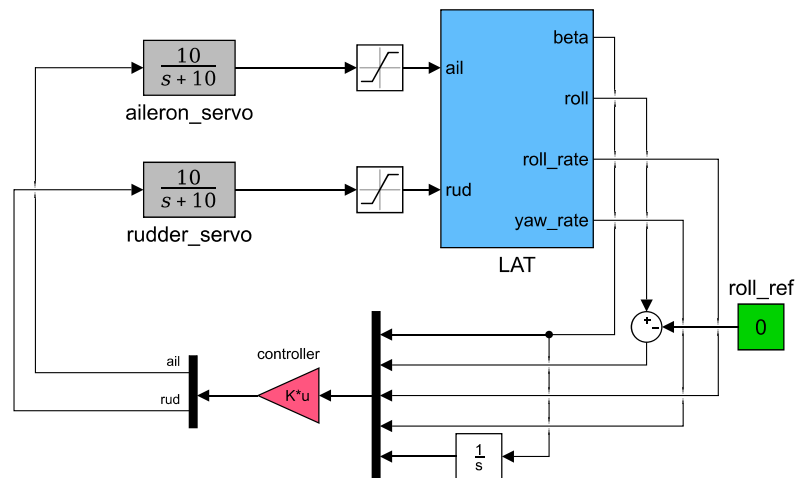 10
s + 10
aileron_servo
ail
beta
roll
roll_rate
10
s + 10
rudder_servo
rud
yaw_rate
LAT
roll_ref
0
+
−
controller
ail
K*u
rud
1
s